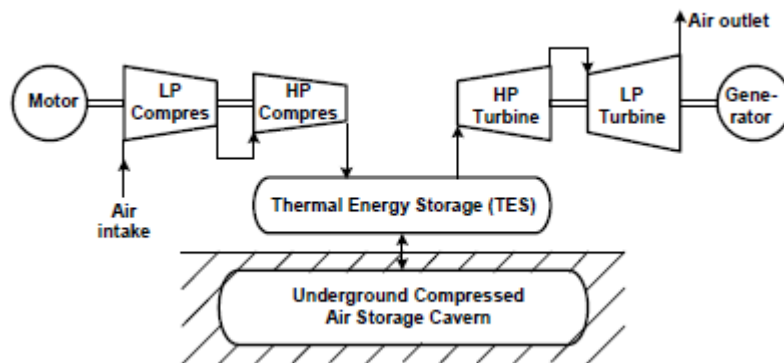 Motor
LP
Compres
HP
Compres
HP
Turbine
LP
Turbine
Gene-
rator
Air outlet
Air
intake
Thermal Energy Storage (TES)
Underground Compressed
Air Storage Cavern